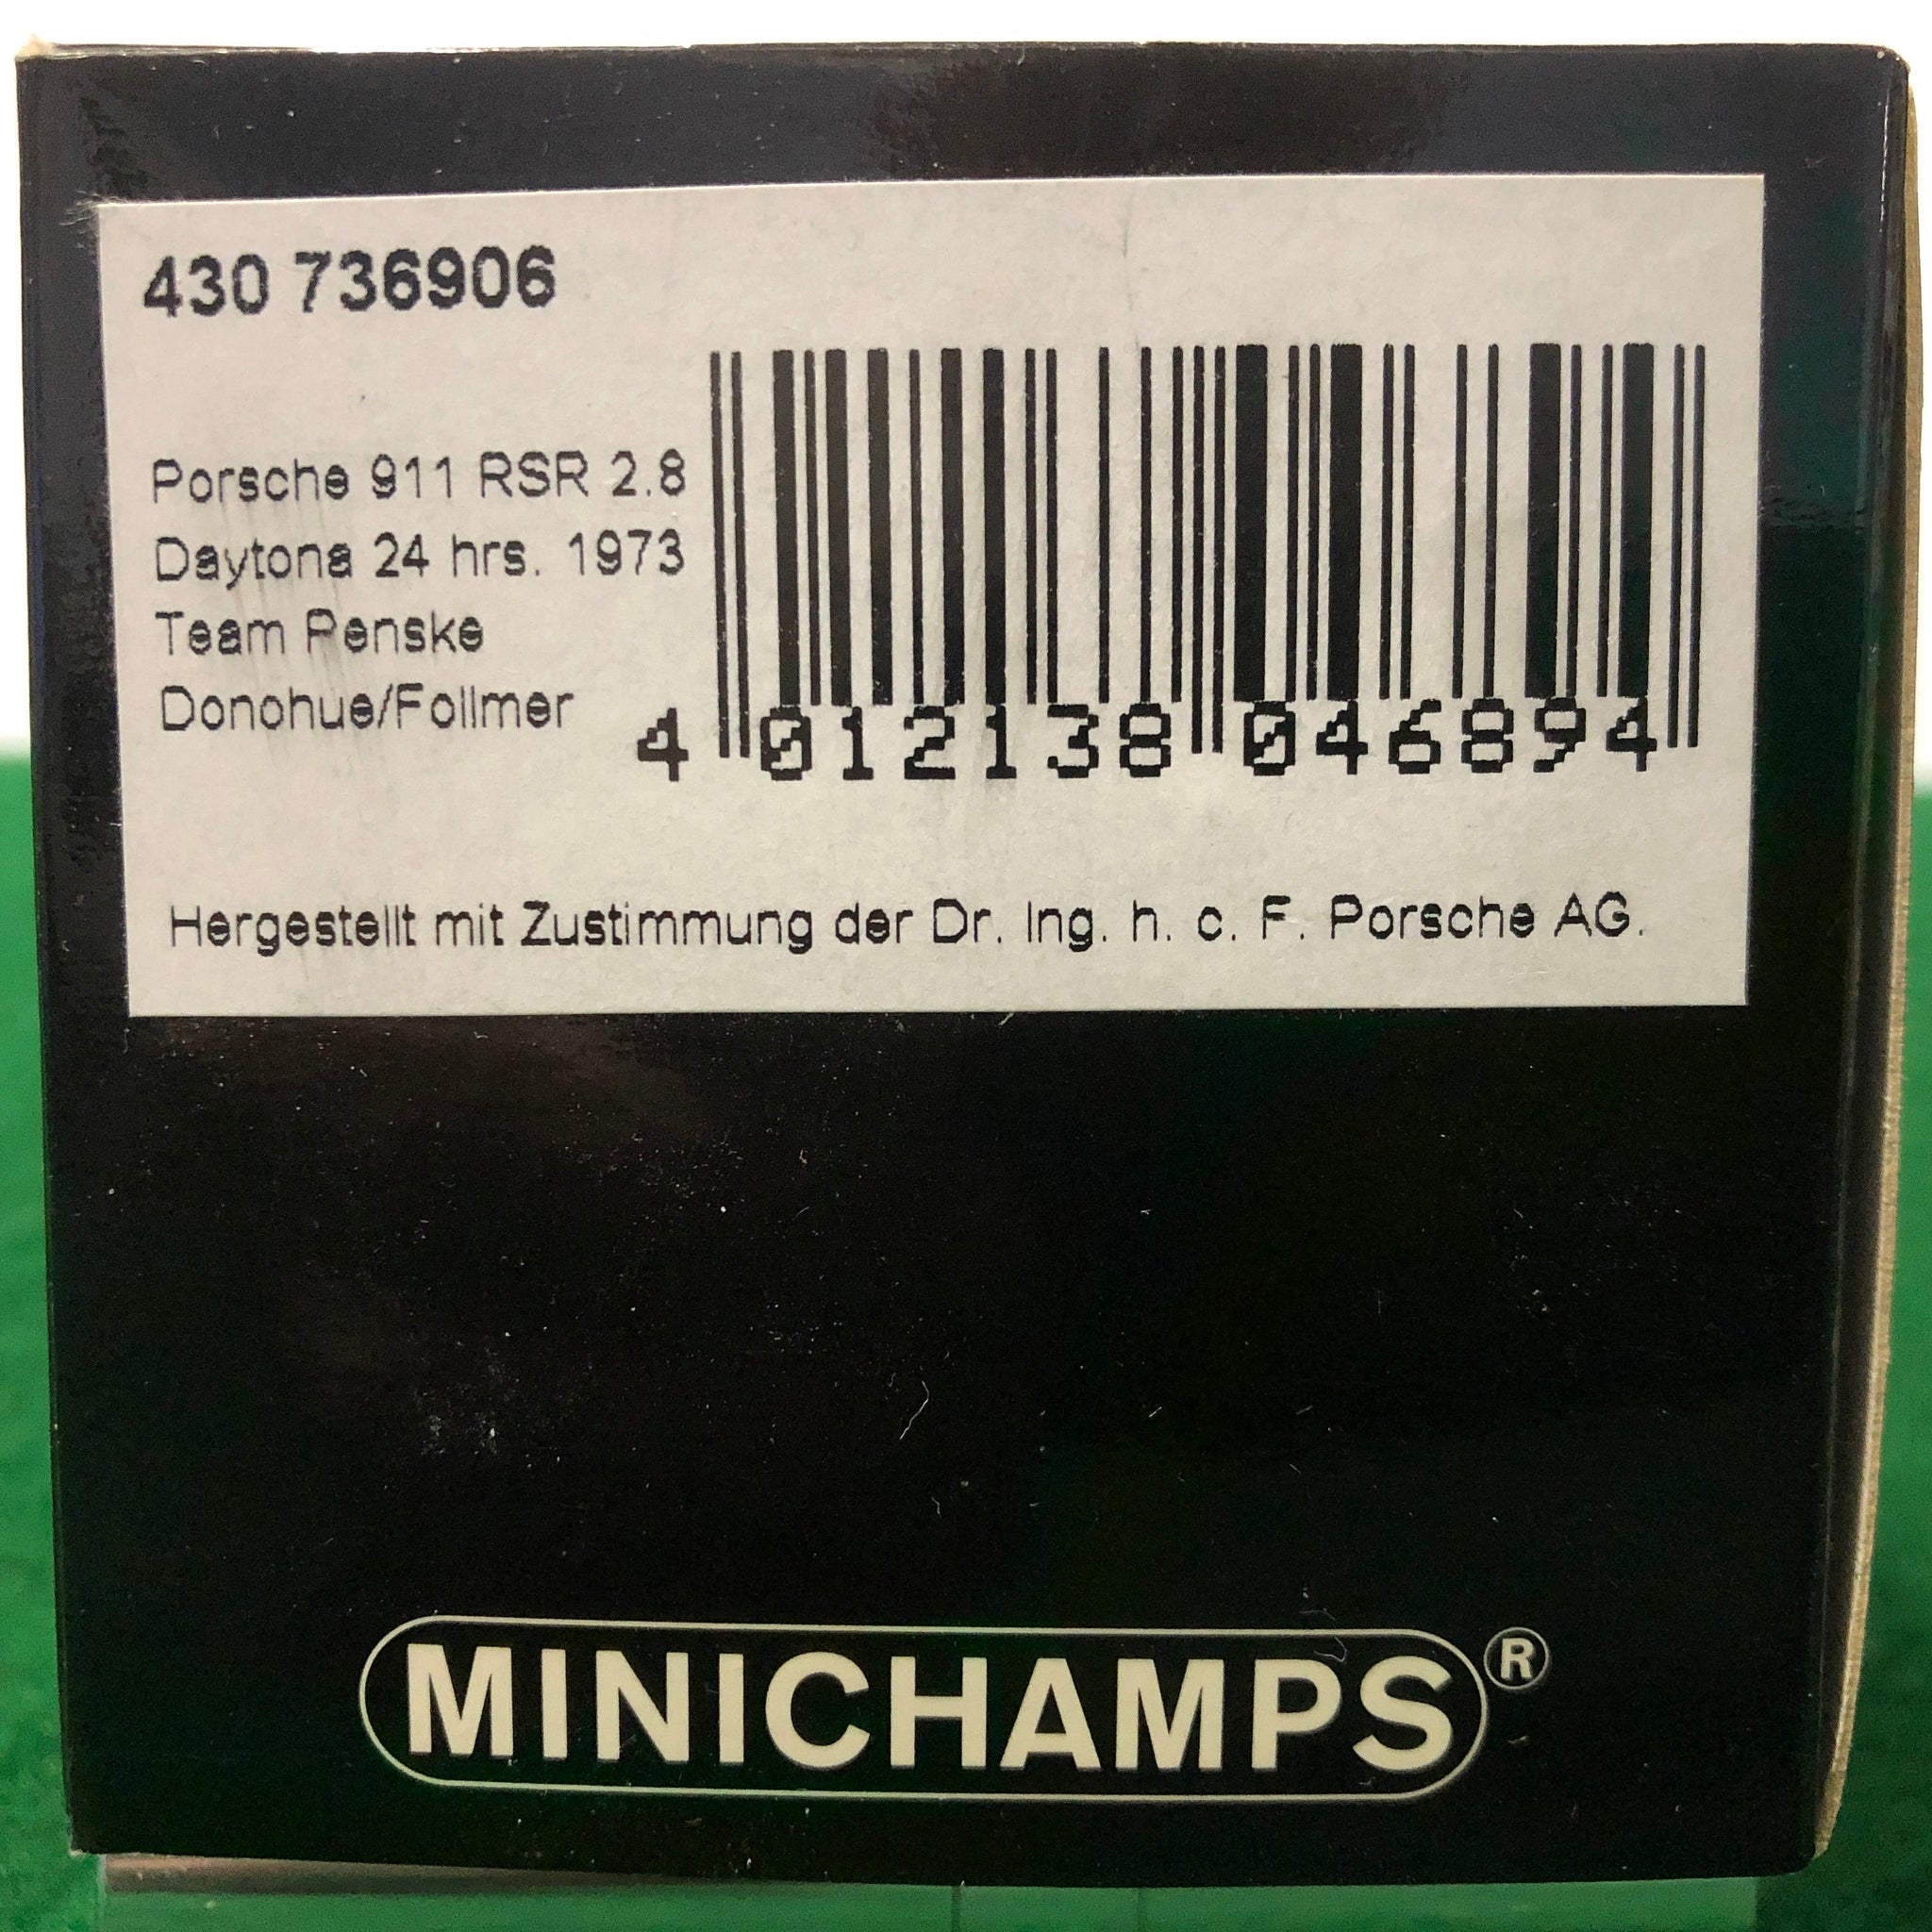 430 736906
Porsche 911 RSR 2.8
Daytona 24 hrs. 1973
Team Penske
Donohue/Follmer
4 012138 046894
Hergestellt mit Zustimmung der Dr. Ing. h. c. F. Porsche AG.
MINICHAMPS®